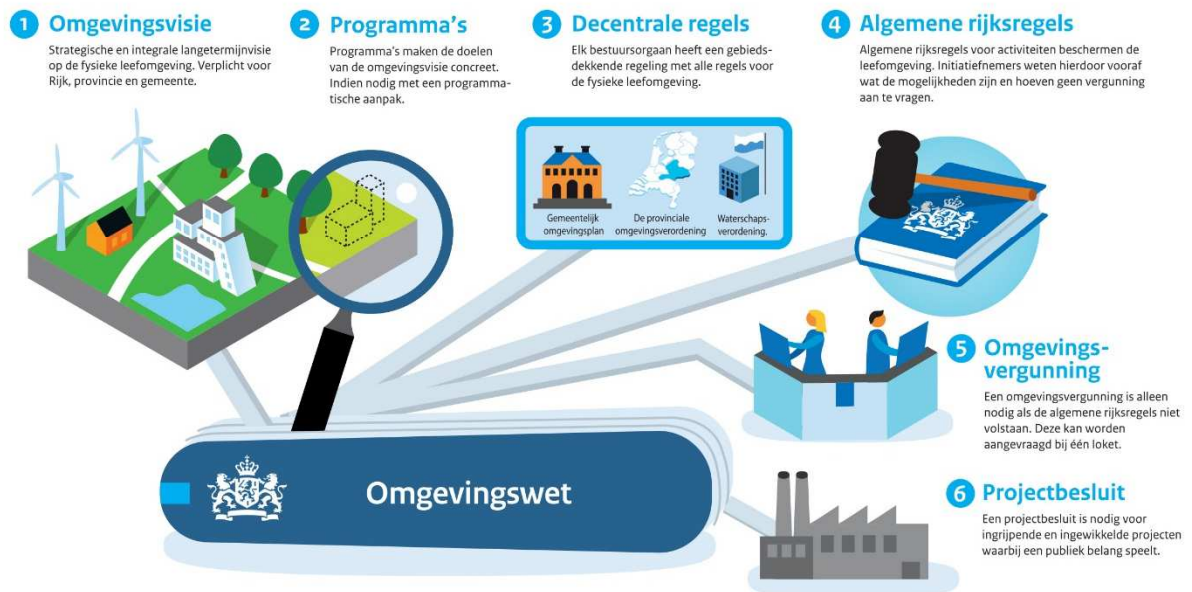 1 Omgevingsvisie
Strategische en integrale langetermijnvisie
op de fysieke leefomgeving. Verplicht voor
Rijk, provincie en gemeente.
2 Programma's
Programma's maken de doelen
van de omgevingsvisie concreet.
Indien nodig met een programma-
tische aanpak.
3 Decentrale regels
Elk bestuursorgaan heeft een gebieds-
dekkende regeling met alle regels voor
de fysieke leefomgeving.
Gemeentelijk
omgevingsplan
De provinciale
omgevingsverordening
Waterschaps-
verordening.
4 Algemene rijksregels
Algemene rijksregels voor activiteiten beschermen de
leefomgeving. Initiatiefnemers weten hierdoor vooraf
wat de mogelijkheden zijn en hoeven geen vergunning
aan te vragen.
5 Omgevings-
vergunning
Een omgevingsvergunning is alleen
nodig als de algemene rijksregels niet
volstaan. Deze kan worden
aangevraagd bij één loket.
6 Projectbesluit
Een projectbesluit is nodig voor
ingrijpende en ingewikkelde projecten
waarbij een publiek belang speelt.
Omgevingswet